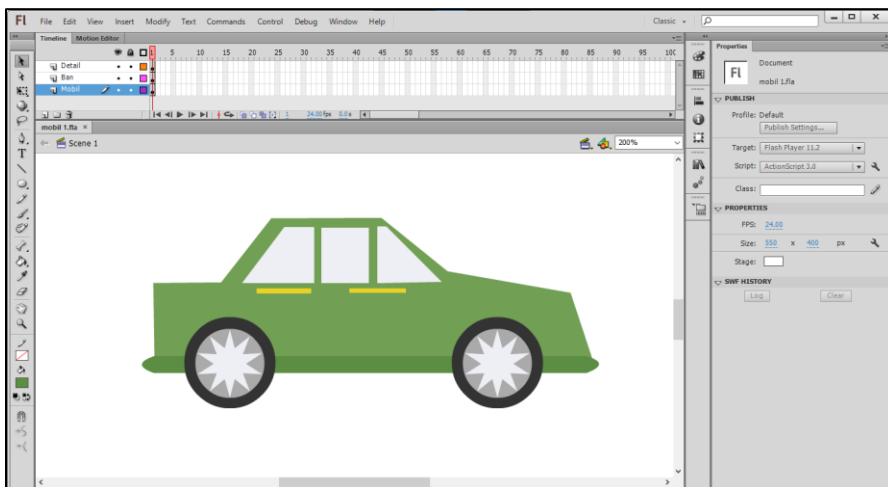 Fl File Edit View Insert Modify Text Commands Control Debug Window Help Classic
Timeline Motion Editor
1 5 10 15 20 25 30 35 40 45 50 55 60 65 70 75 80 85 90 95 100
Detail
Ban
Mobil
1 24.00 fps 0.0 s
mobil 1.fla ×
Scene 1 200%
T
Properties
Document
Fl
mobil 1.fla
PUBLISH
Profile: Default
Publish Settings...
Target: Flash Player 11.2
Script: ActionScript 3.0
Class:
PROPERTIES
FPS: 24.00
Size: 550 x 400 px
Stage:
SWF HISTORY
Log Clear